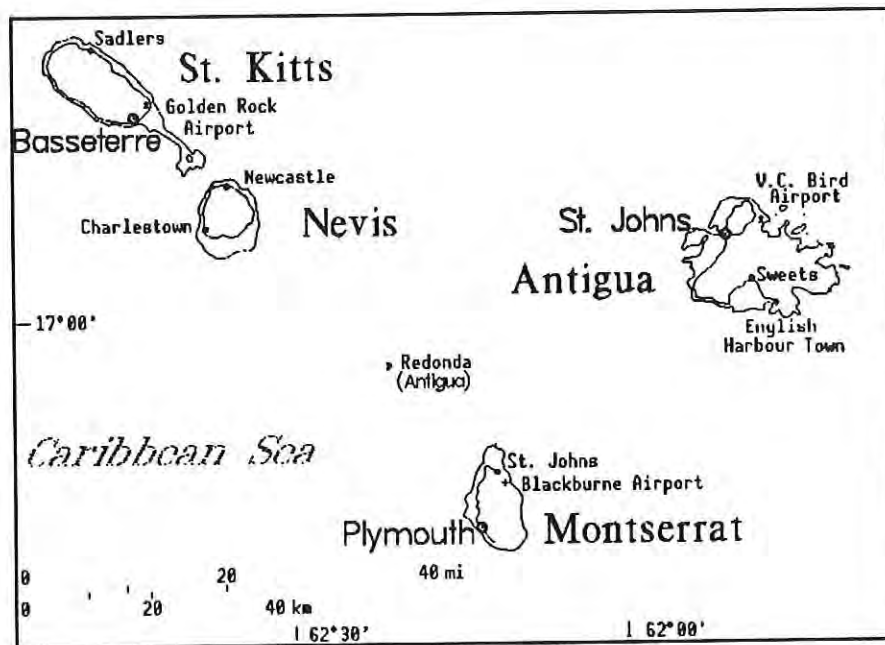 Sadlers
St. Kitts
Golden Rock
Airport
Basseterre
Newcastle
Charlestown
Nevis
V.C. Bird
Airport
St. Johns
Antigua
Sweets
English
Harbour Town
17°00'
Redonda
(Antigua)
Caribbean Sea
St. Johns
Blackburne Airport
Plymouth
Montserrat
0 20 40 mi
0 20 40 km
62°30' 62°00'